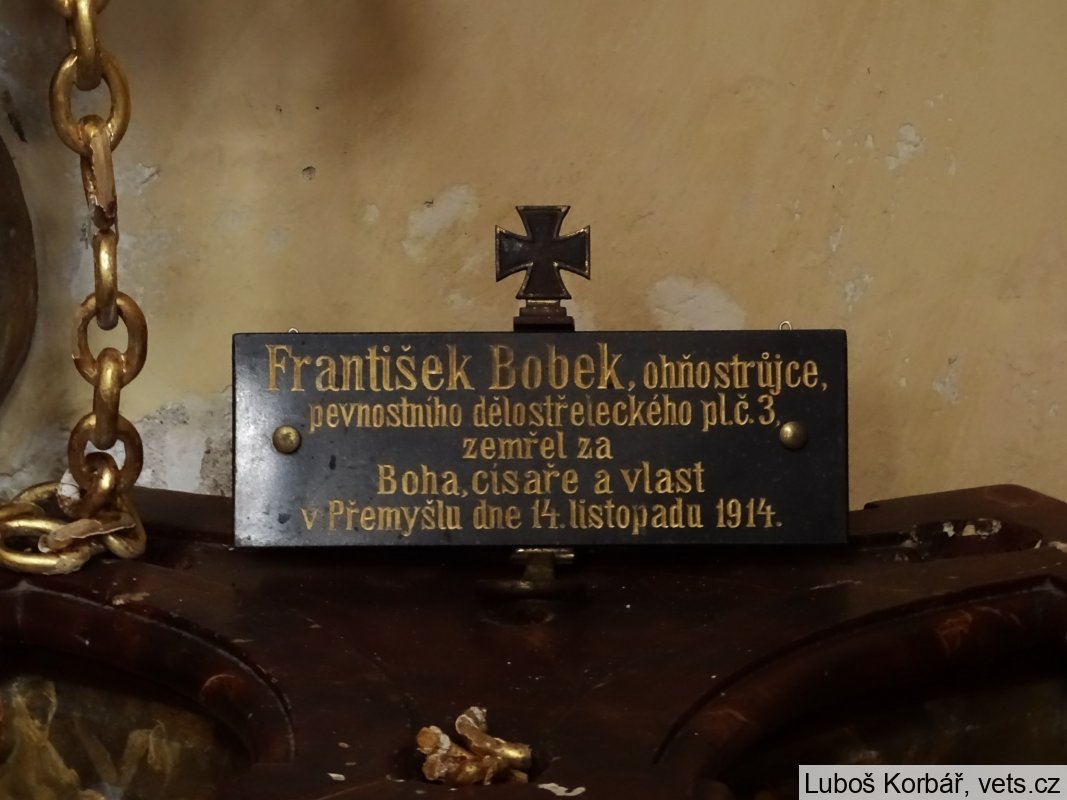 František Bobek, ohňostrůjce,
pevnostního dělostřeleckého pl.č.3,
zemřel za
Boha, císaře a vlast
v Přemyšlu dne 14. listopadu 1914.
Luboš Korbář, vets.cz